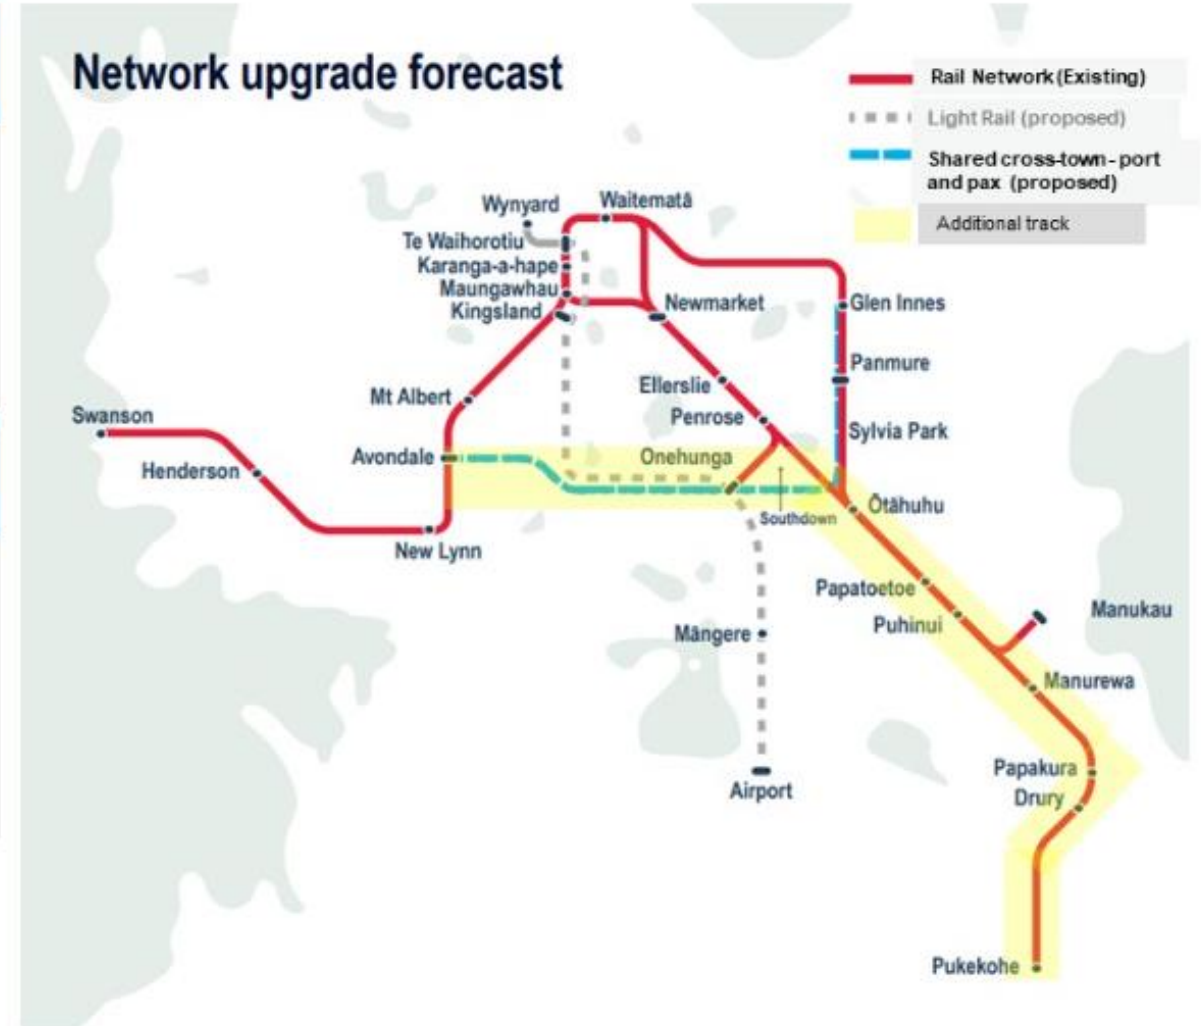 Network upgrade forecast
Rail Network (Existing)
Light Rail (proposed)
Shared cross-town - port
and pax (proposed)
Additional track
Wynyard
Waitematā
Te Waihorotiu
Karanga-a-hape
Maungawhau
Kingsland
Newmarket
Glen Innes
Panmure
Ellerslie
Mt Albert
Penrose
Swanson
Sylvia Park
Avondale
Onehunga
Henderson
Ōtāhuhu
Southdown
New Lynn
Papatoetoe
Manukau
Puhinui
Māngere
Manurewa
Papakura
Airport
Drury
Pukekohe